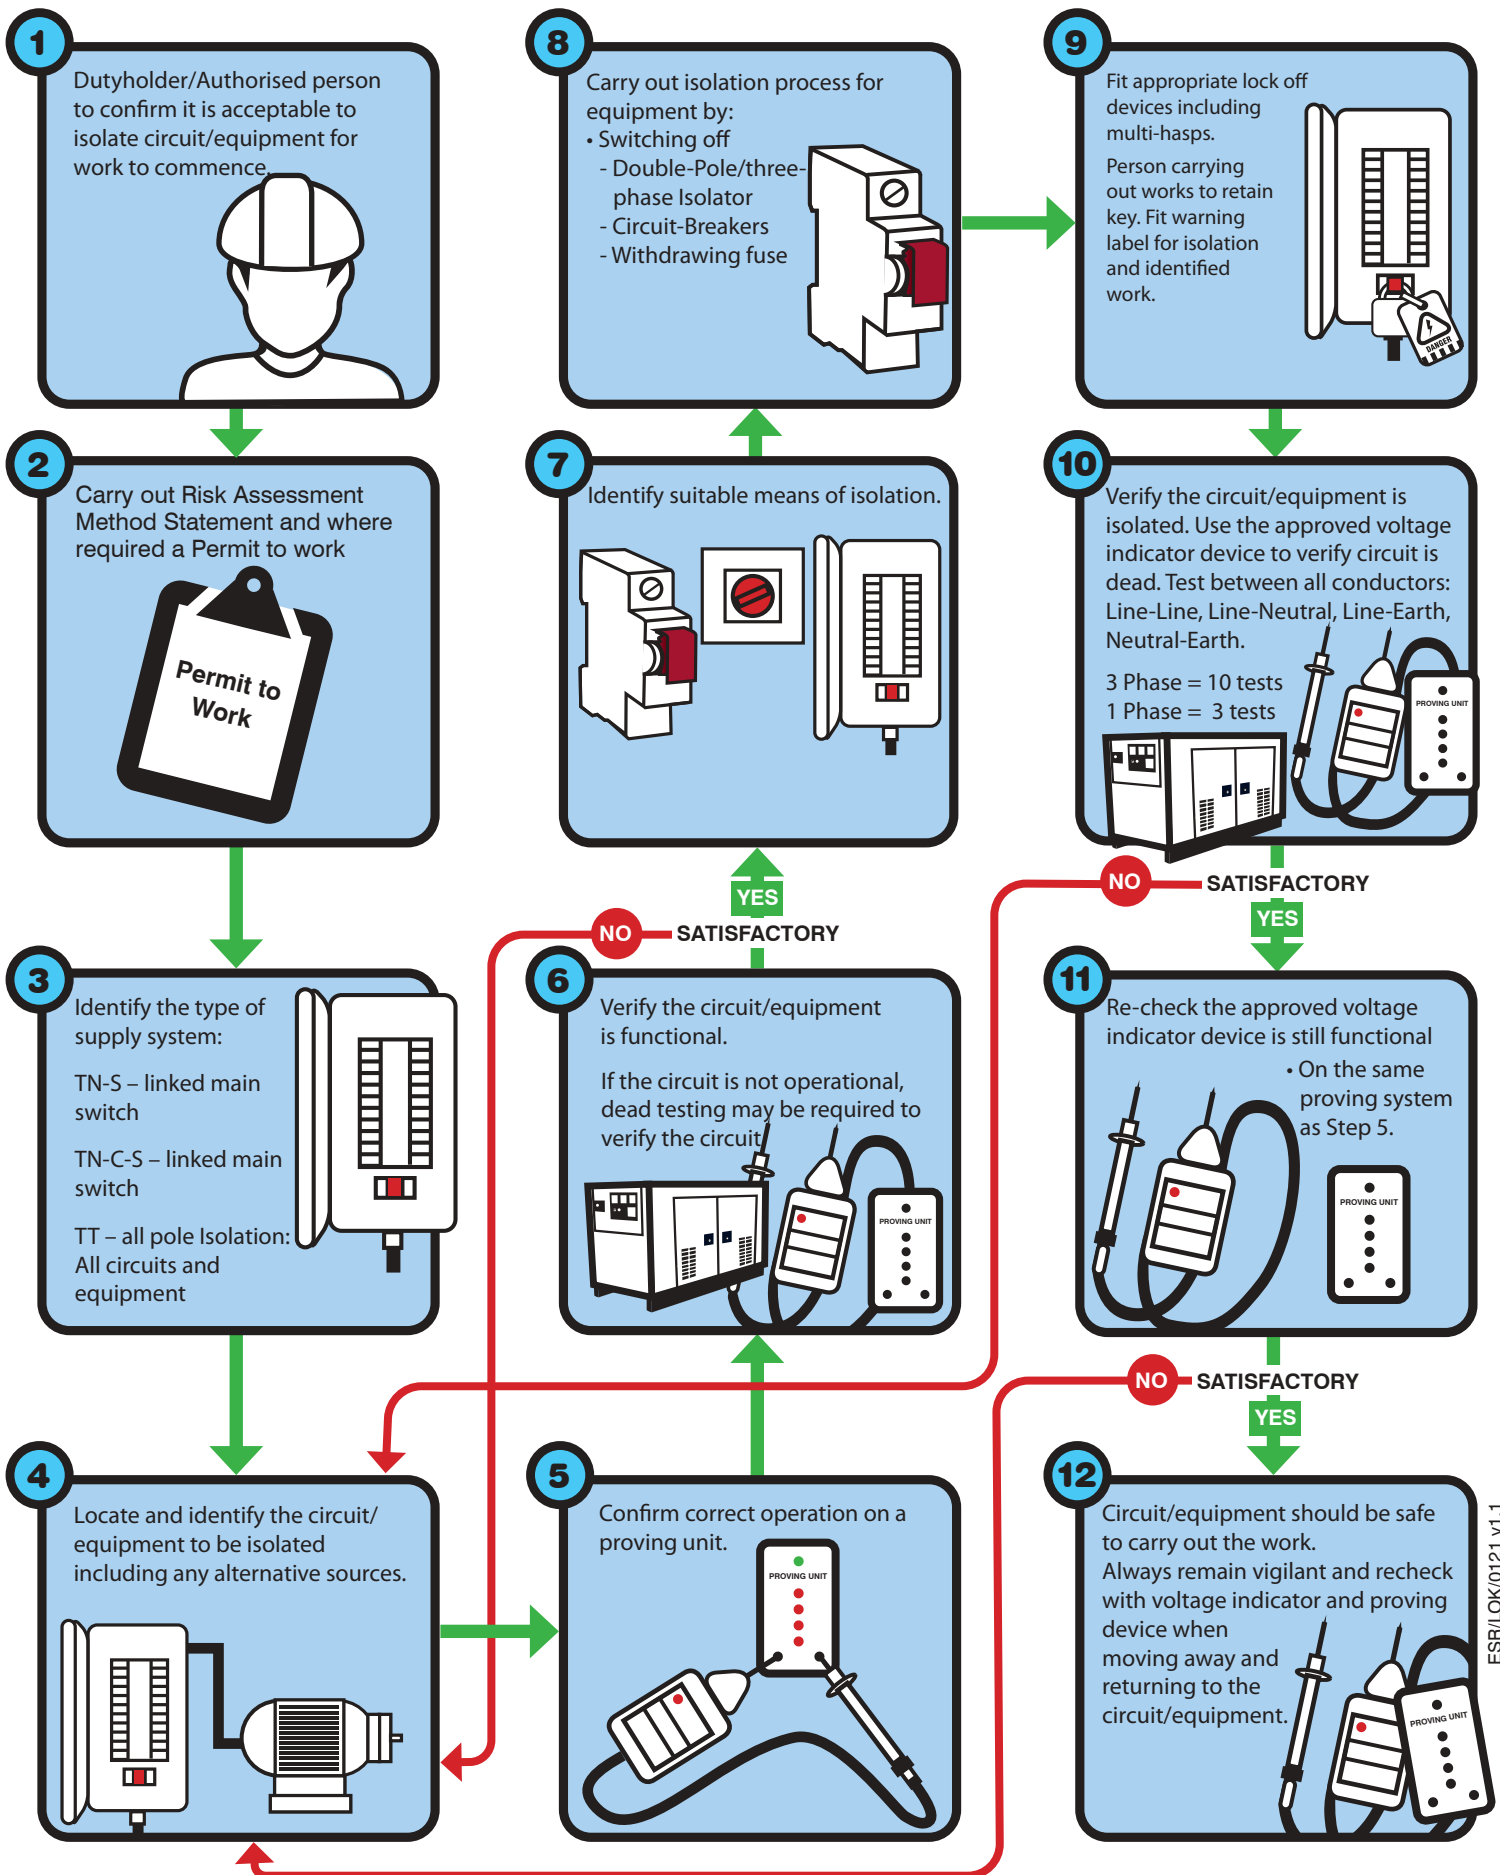 1
Dutyholder/Authorised person
to confirm it is acceptable to
isolate circuit/equipment for
work to commence.
2
Carry out Risk Assessment
Method Statement and where
required a Permit to work
Permit to
Work
3
Identify the type of
supply system:
TN-S – linked main
switch
TN-C-S – linked main
switch
TT – all pole Isolation:
All circuits and
equipment
4
Locate and identify the circuit/
equipment to be isolated
including any alternative sources.
5
Confirm correct operation on a
proving unit.
PROVING UNIT
6
Verify the circuit/equipment
is functional.
If the circuit is not operational,
dead testing may be required to
verify the circuit
PROVING UNIT
NO
SATISFACTORY
YES
7
Identify suitable means of isolation.
8
Carry out isolation process for
equipment by:
• Switching off
- Double-Pole/three-
phase Isolator
- Circuit-Breakers
- Withdrawing fuse
9
Fit appropriate lock off
devices including
multi-hasps.
Person carrying
out works to retain
key. Fit warning
label for isolation
and identified
work.
DANGER
10
Verify the circuit/equipment is
isolated. Use the approved voltage
indicator device to verify circuit is
dead. Test between all conductors:
Line-Line, Line-Neutral, Line-Earth,
Neutral-Earth.
3 Phase = 10 tests
1 Phase = 3 tests
PROVING UNIT
NO
SATISFACTORY
YES
11
Re-check the approved voltage
indicator device is still functional
• On the same
proving system
as Step 5.
PROVING UNIT
NO
SATISFACTORY
YES
12
Circuit/equipment should be safe
to carry out the work.
Always remain vigilant and recheck
with voltage indicator and proving
device when
moving away and
returning to the
circuit/equipment.
PROVING UNIT
ESR/LOK/0121 v1.1